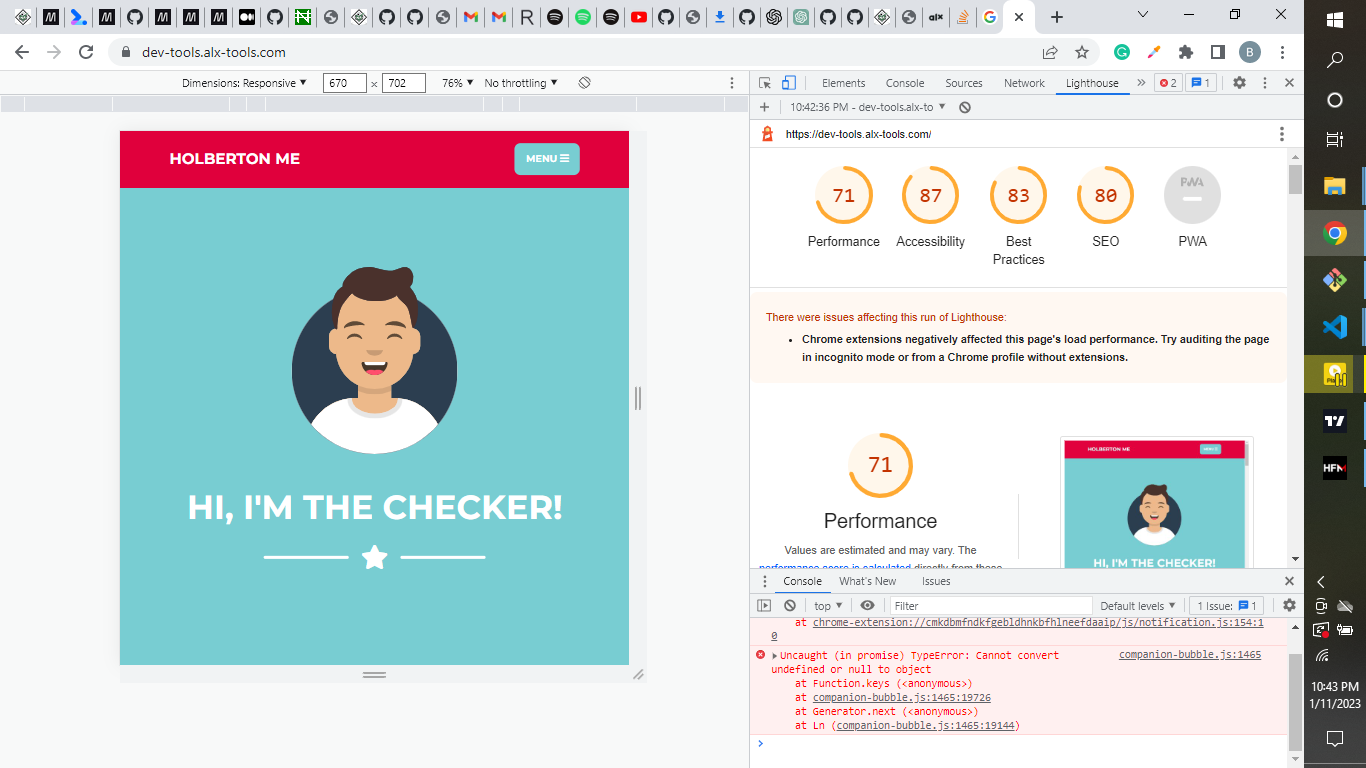 alx
dev-tools.alx-tools.com
B
Dimensions: Responsive
670
x
702
76%
No throttling
Elements
Console
Sources
Network
Lighthouse
2
1
10:42:36 PM - dev-tools.alx-to
https://dev-tools.alx-tools.com/
HOLBERTON ME
MENU
HI, I'M THE CHECKER!
71
87
83
80
PWA
Performance
Accessibility
Best
Practices
SEO
PWA
There were issues affecting this run of Lighthouse:
• Chrome extensions negatively affected this page's load performance. Try auditing the page
in incognito mode or from a Chrome profile without extensions.
71
Performance
Values are estimated and may vary. The
performance score is calculated directly from these
HOLBERTON ME
MENU
HI, I'M THE CHECKER!
Console
What's New
Issues
top
Filter
Default levels
1 Issue:
1
at chrome-extension://cmkdbmfndkfgebldhnkbfhlneefdaaip/js/notification.js:154:1
0
Uncaught (in promise) TypeError: Cannot convert
companion-bubble.js:1465
undefined or null to object
at Function.keys (<anonymous>)
at companion-bubble.js:1465:19726
at Generator.next (<anonymous>)
at Ln (companion-bubble.js:1465:19144)
HFM
10:43 PM
1/11/2023